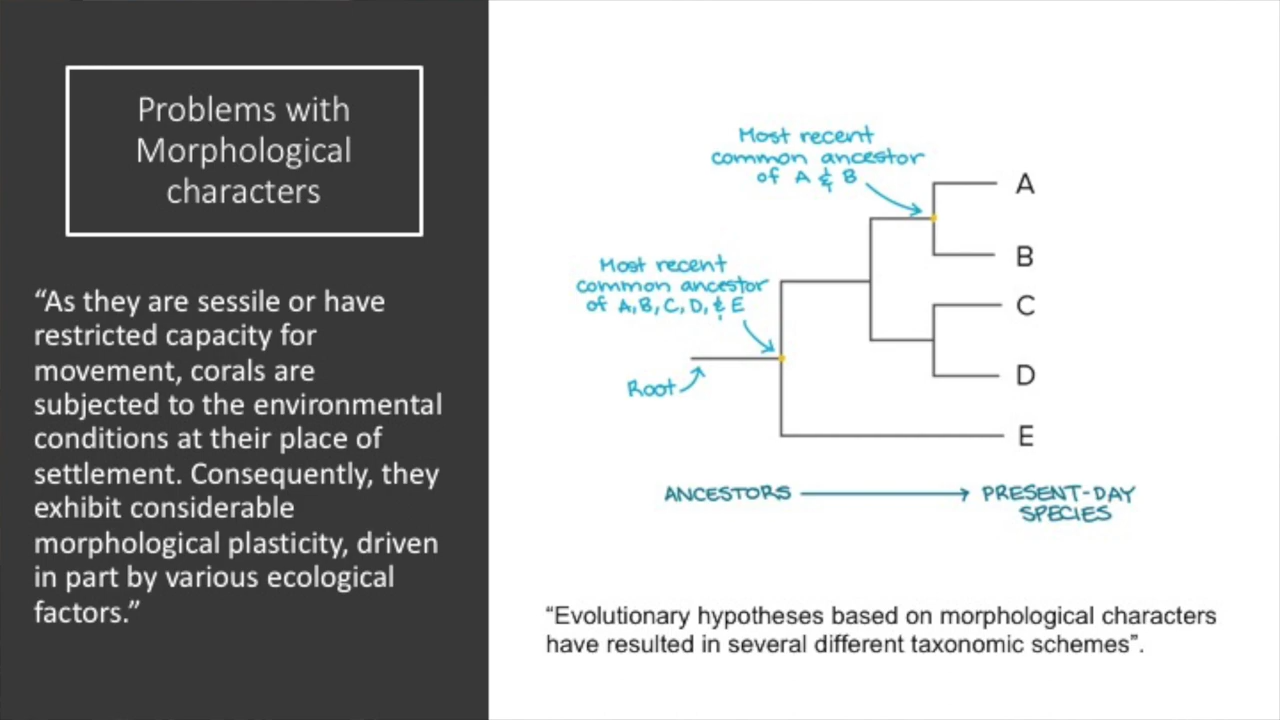 Problems with
Morphological
characters
“As they are sessile or have
restricted capacity for
movement, corals are
subjected to the environmental
conditions at their place of
settlement. Consequently, they
exhibit considerable
morphological plasticity, driven
in part by various ecological
factors.”
Most recent
common ancestor
of A & B
Most recent
common ancestor
of A, B, C, D, & E
Root
A
B
C
D
E
ANCESTORS
PRESENT-DAY
SPECIES
“Evolutionary hypotheses based on morphological characters
have resulted in several different taxonomic schemes”.